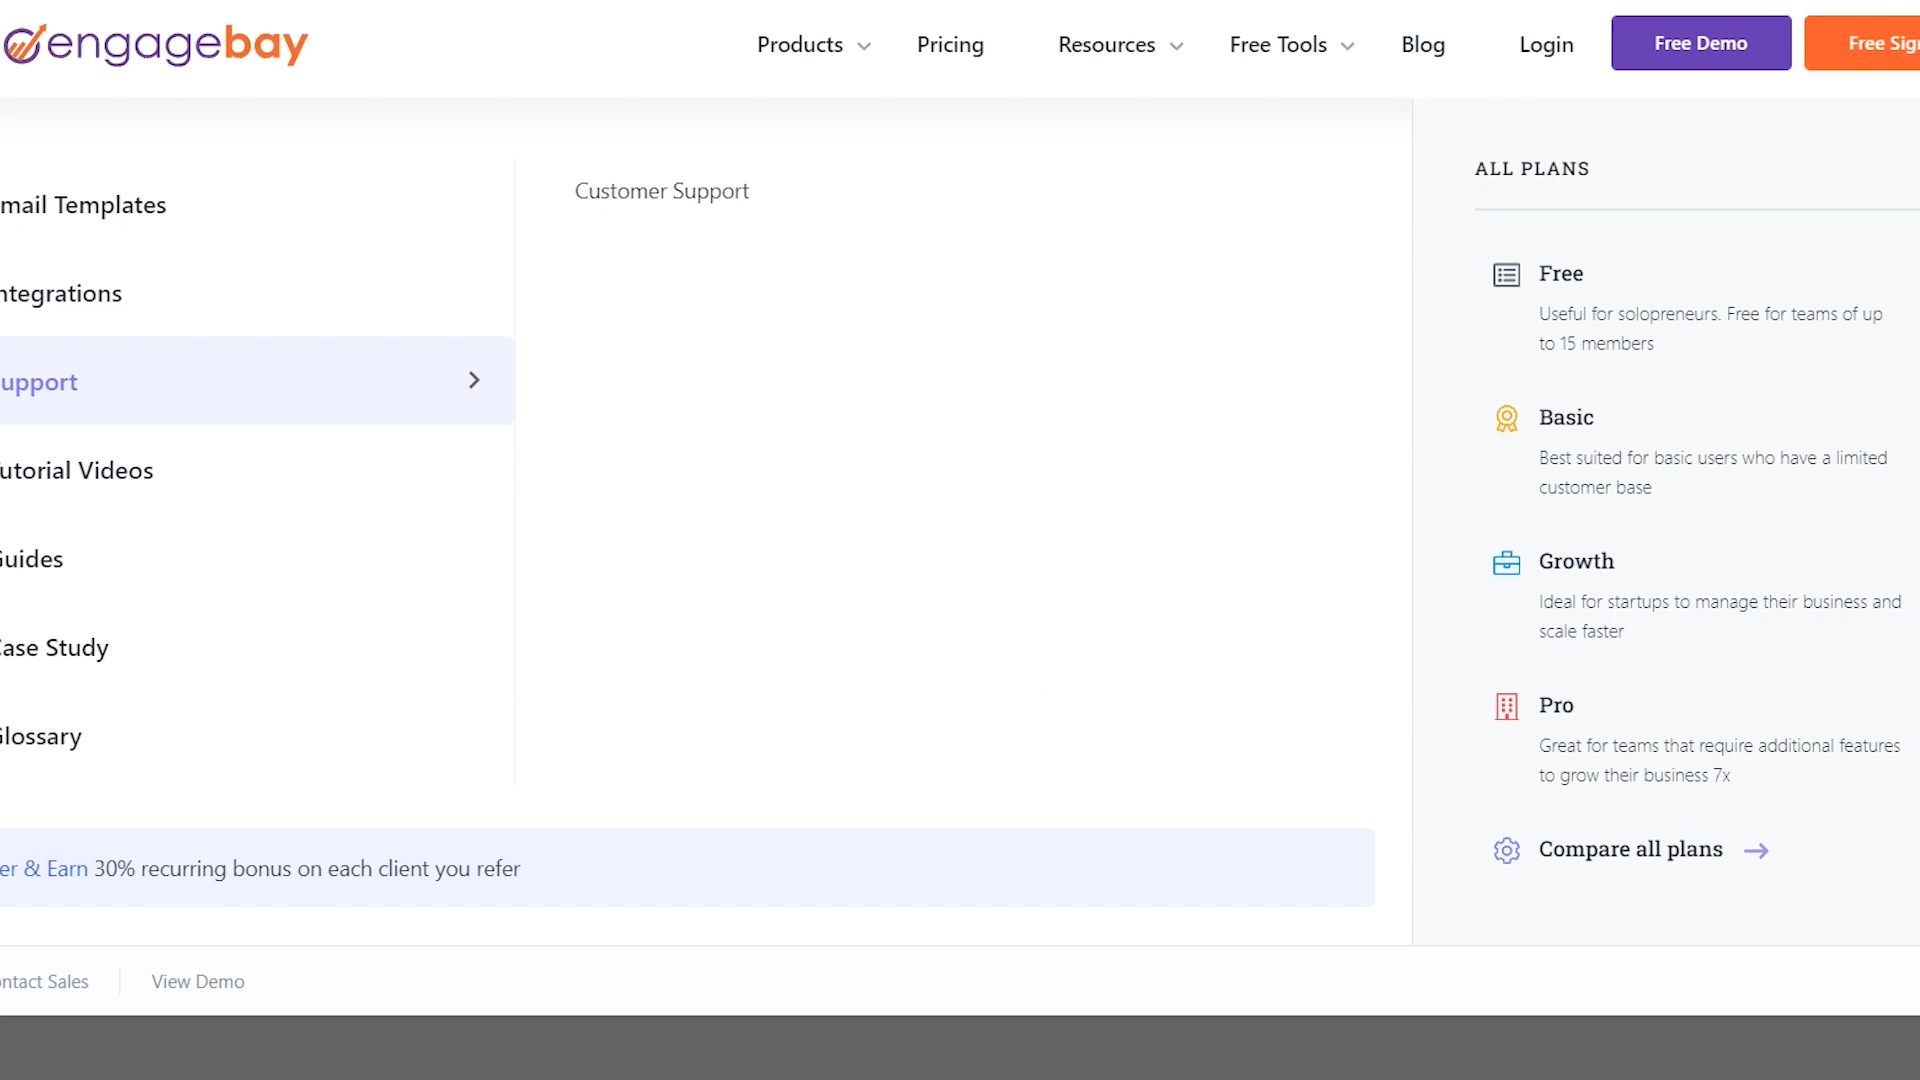 engagebay
Products
Pricing
Resources
Free Tools
Blog
Login
Free Demo
Free Sig
mail Templates
ntegrations
upport
utorial Videos
Guides
Case Study
Glossary
Customer Support
er & Earn 30% recurring bonus on each client you refer
ntact Sales
View Demo
ALL PLANS
Free
Useful for solopreneurs. Free for teams of up
to 15 members
Basic
Best suited for basic users who have a limited
customer base
Growth
Ideal for startups to manage their business and
scale faster
Pro
Great for teams that require additional features
to grow their business 7x
Compare all plans